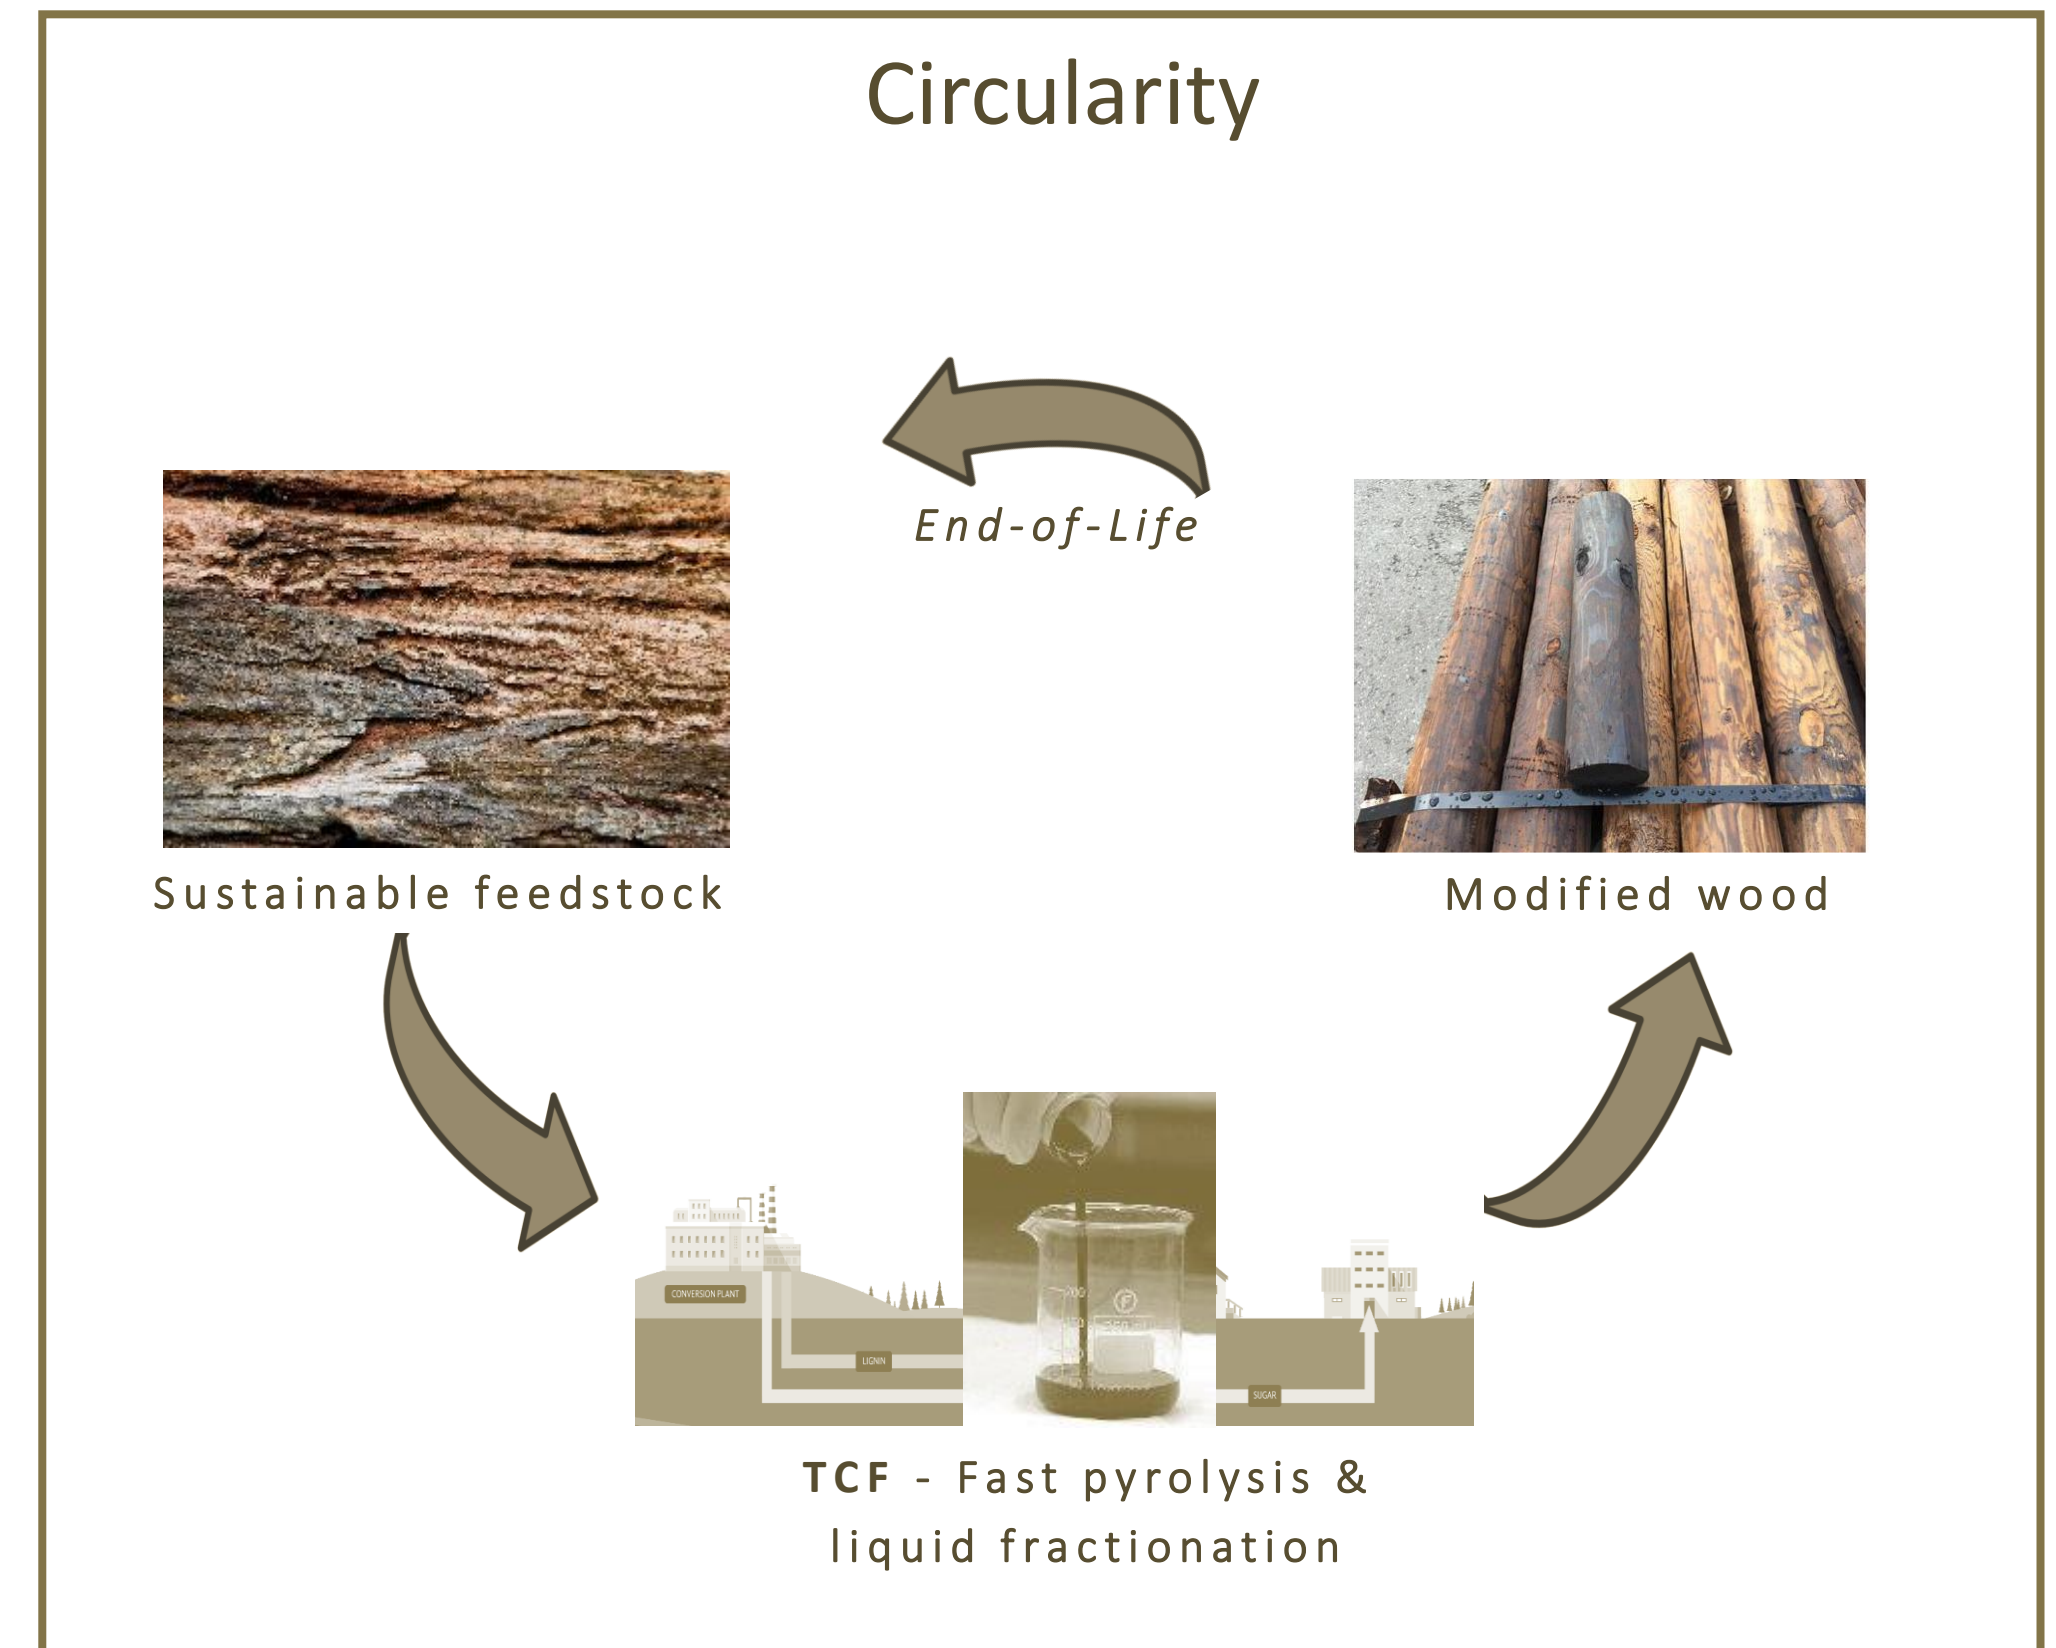 Circularity
End-of-Life
Sustainable feedstock
Modified wood
CONVERSION PLANT
LIGNIN
SUGAR
TCF - Fast pyrolysis &
liquid fractionation